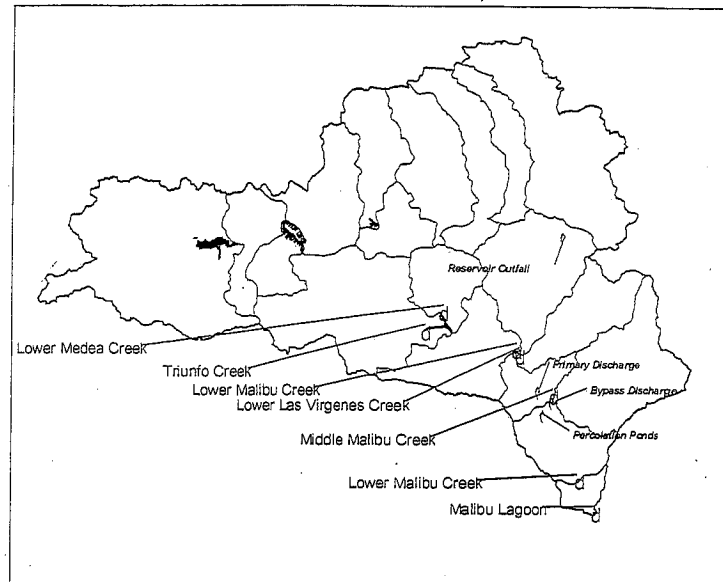 Reservoir Outfall
Lower Medea Creek
Triunfo Creek
Lower Malibu Creek
Lower Las Virgenes Creek
Primary Discharge
Bypass Discharge
Middle Malibu Creek
Percolation Ponds
Lower Malibu Creek
Malibu Lagoon